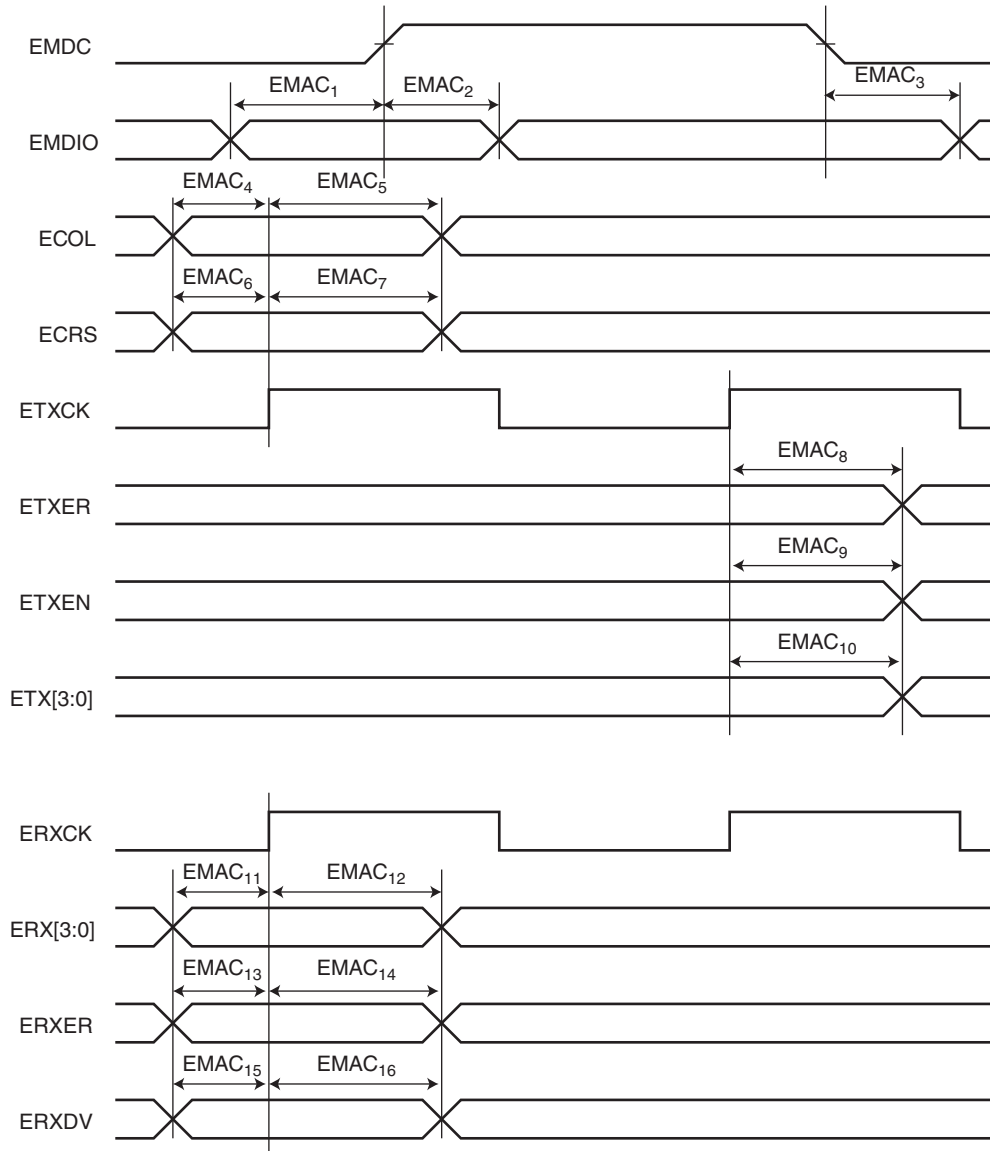 EMDC
EMAC₁ EMAC₂ EMAC₃
EMDIO
EMAC₄ EMAC₅
ECOL
EMAC₆ EMAC₇
ECRS
ETXCK
EMAC₈
ETXER
EMAC₉
ETXEN
EMAC₁₀
ETX[3:0]
ERXCK
EMAC₁₁ EMAC₁₂
ERX[3:0]
EMAC₁₃ EMAC₁₄
ERXER
EMAC₁₅ EMAC₁₆
ERXDV